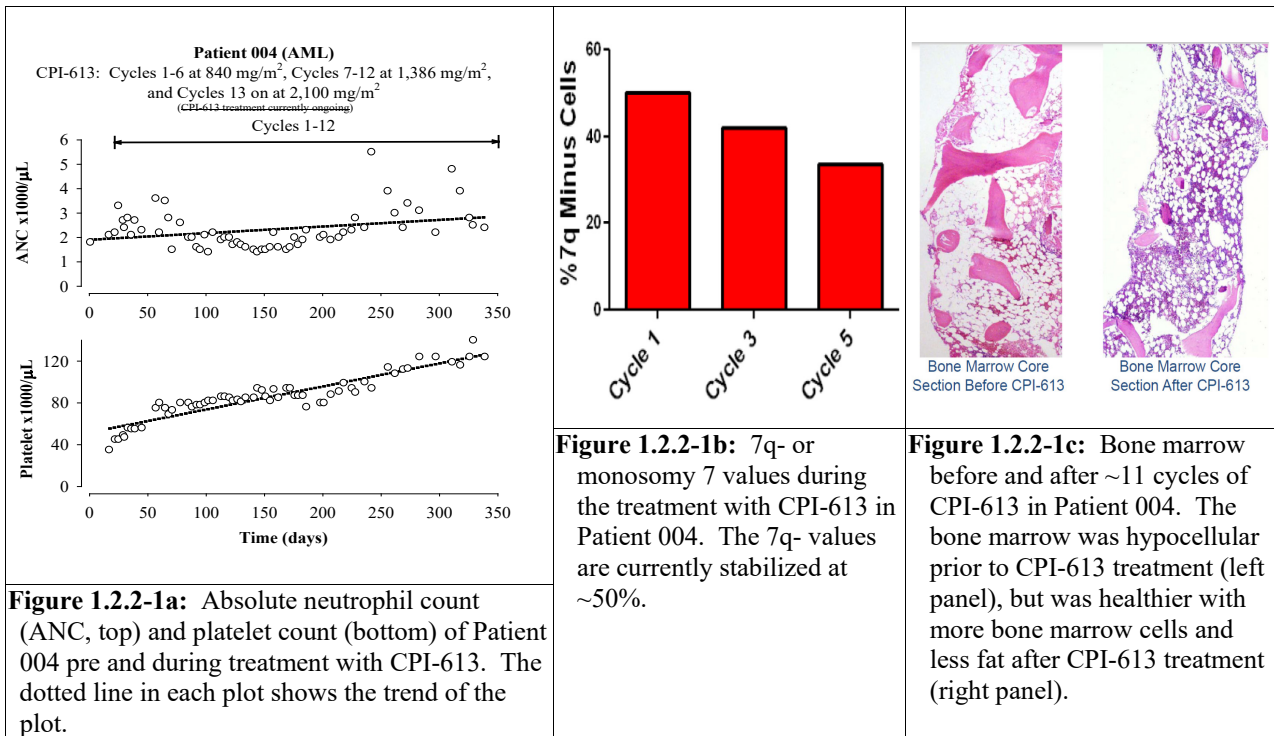 Patient 004 (AML)
CPI-613: Cycles 1-6 at 840 mg/m², Cycles 7-12 at 1,386 mg/m²,
and Cycles 13 on at 2,100 mg/m²
(CPI-613 treatment currently ongoing)
Cycles 1-12
ANC x1000/µL
6
5
4
3
2
1
0
0 50 100 150 200 250 300 350
Platelet x1000/µL
120
80
40
0
0 50 100 150 200 250 300 350
Time (days)
Figure 1.2.2-1a: Absolute neutrophil count
(ANC, top) and platelet count (bottom) of Patient
004 pre and during treatment with CPI-613. The
dotted line in each plot shows the trend of the
plot.
%7q Minus Cells
60
40
20
0
Cycle 1
Cycle 3
Cycle 5
Figure 1.2.2-1b: 7q- or
monosomy 7 values during
the treatment with CPI-613 in
Patient 004. The 7q- values
are currently stabilized at
~50%.
Bone Marrow Core
Section Before CPI-613
Bone Marrow Core
Section After CPI-613
Figure 1.2.2-1c: Bone marrow
before and after ~11 cycles of
CPI-613 in Patient 004. The
bone marrow was hypocellular
prior to CPI-613 treatment (left
panel), but was healthier with
more bone marrow cells and
less fat after CPI-613 treatment
(right panel).